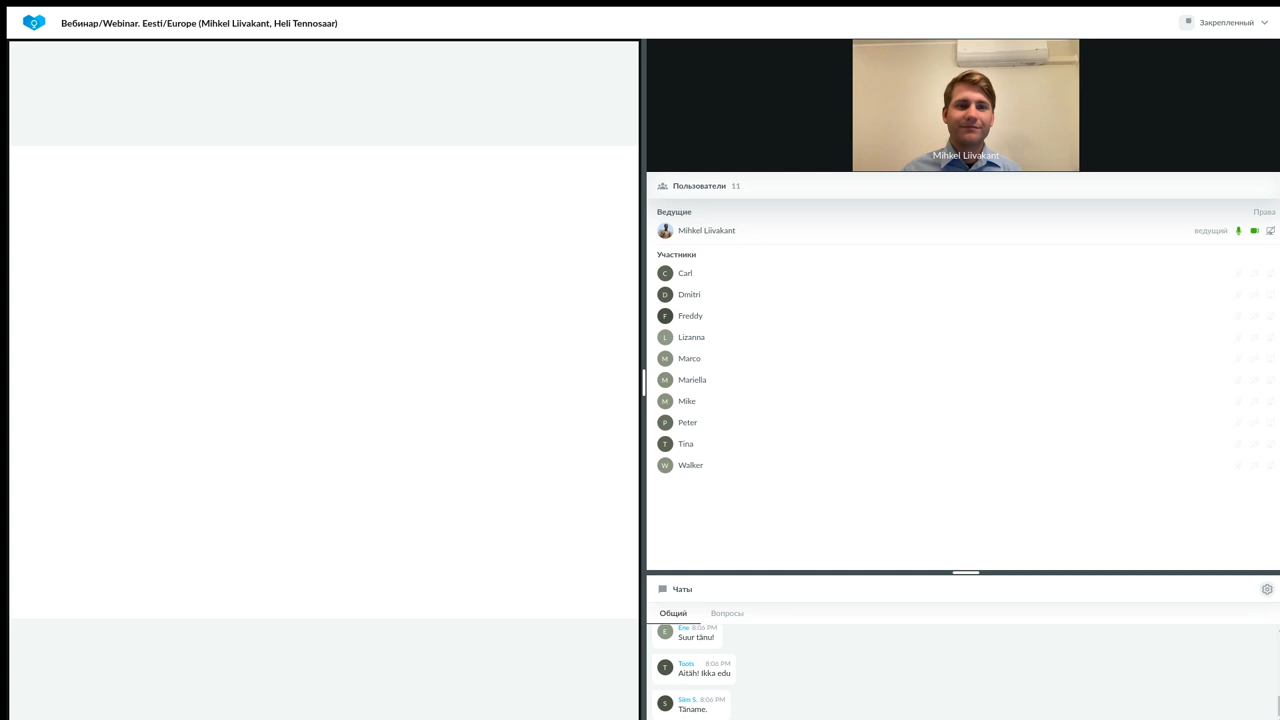 Вебинар/Webinar. Eesti/Europe (Mihkel Liivakant, Heli Tennosaar)
Закрепленный
Mihkel Liivakant
Пользователи 11
Ведущие Права
Mihkel Liivakant ведущий
Участники
C Carl
D Dmitri
F Freddy
L Lizanna
M Marco
M Mariella
M Mike
P Peter
T Tina
W Walker
Чаты
Общий Вопросы
E Ene 8:06 PM
Suur tänu!
T Toots 8:06 PM
Aitäh! Ikka edu
S Siim S. 8:06 PM
Täname.